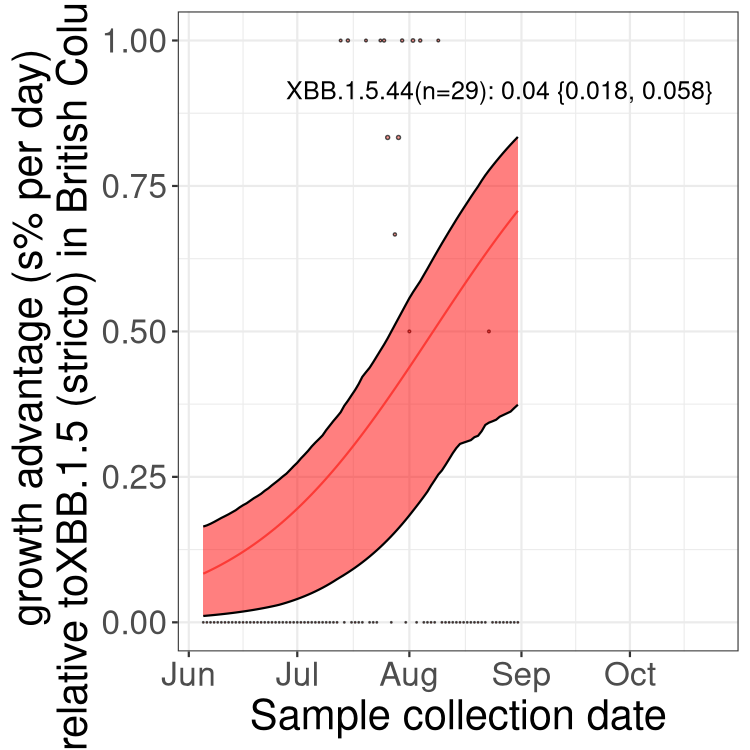 growth advantage (s% per day)
relative toXBB.1.5 (stricto) in British Colu
1.00
0.75
0.50
0.25
0.00
XBB.1.5.44(n=29): 0.04 {0.018, 0.058}
Jun Jul Aug Sep Oct
Sample collection date